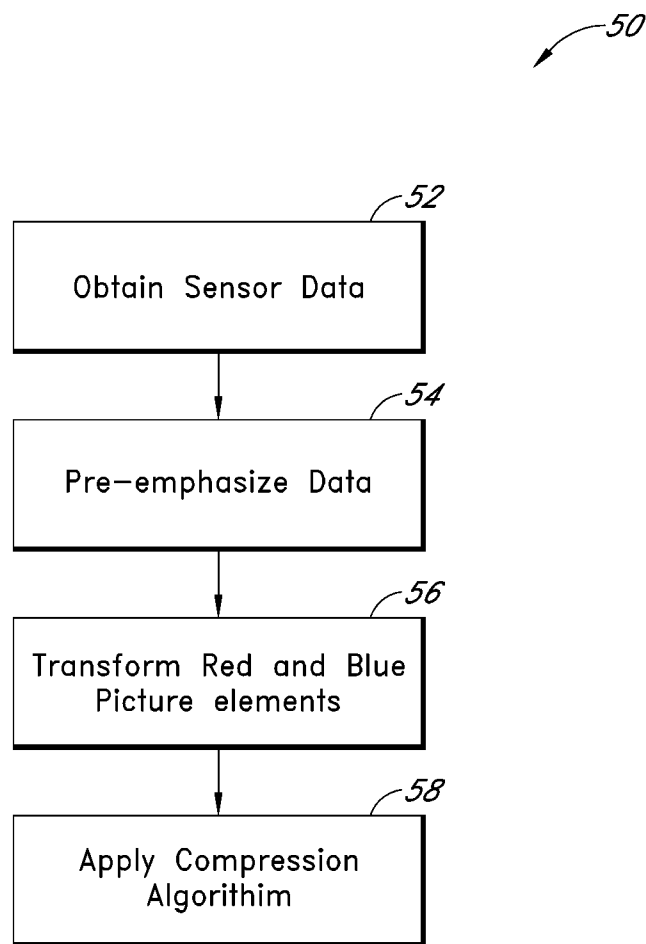 50
52
Obtain Sensor Data
54
Pre-emphasize Data
56
Transform Red and Blue
Picture elements
58
Apply Compression
Algorithim